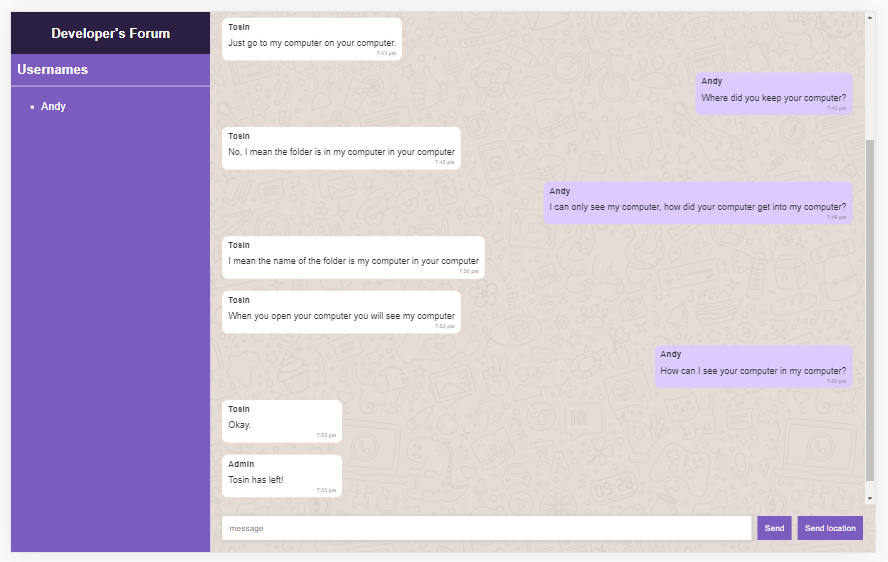 Developer's Forum
Usernames
Andy
Tosin
Just go to my computer on your computer.
7:43 pm
Andy
Where did you keep your computer?
7:43 pm
Tosin
No, I mean the folder is in my computer in your computer
7:45 pm
Andy
I can only see my computer, how did your computer get into my computer?
7:49 pm
Tosin
I mean the name of the folder is my computer in your computer
7:50 pm
Tosin
When you open your computer you will see my computer
7:52 pm
Andy
How can I see your computer in my computer?
7:53 pm
Tosin
Okay.
7:53 pm
Admin
Tosin has left!
7:53 pm
message
Send
Send location